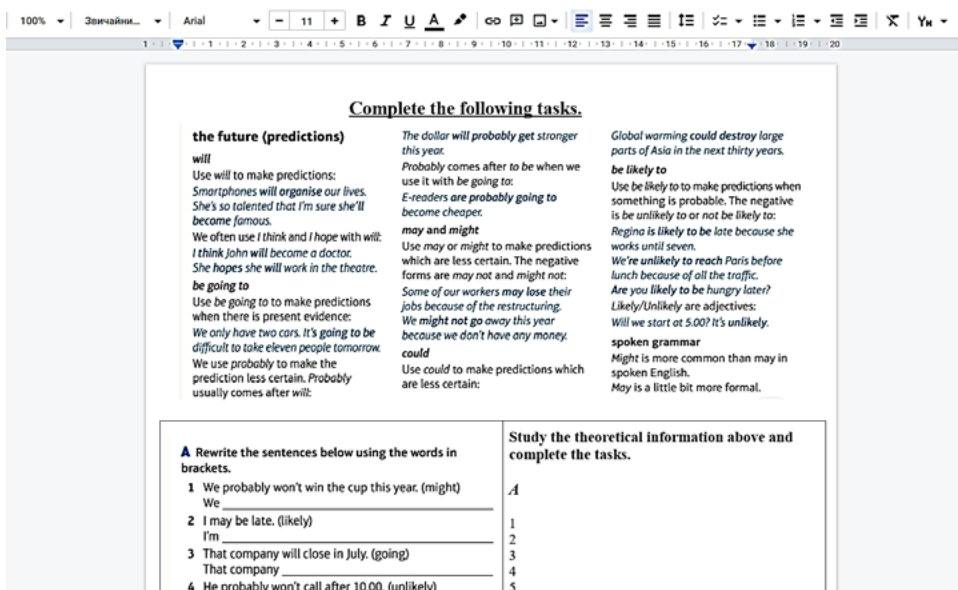 100%
Звичайни...
Arial
11
B I U A
1 1 2 3 4 5 6 7 8 9 10 11 12 13 14 15 16 17 18 19 20
Complete the following tasks.
the future (predictions)
will
Use will to make predictions:
Smartphones will organise our lives.
She's so talented that I'm sure she'll
become famous.
We often use I think and I hope with will:
I think John will become a doctor.
She hopes she will work in the theatre.
be going to
Use be going to to make predictions
when there is present evidence:
We only have two cars. It's going to be
difficult to take eleven people tomorrow.
We use probably to make the
prediction less certain. Probably
usually comes after will:
The dollar will probably get stronger
this year.
Probably comes after to be when we
use it with be going to:
E-readers are probably going to
become cheaper.
may and might
Use may or might to make predictions
which are less certain. The negative
forms are may not and might not:
Some of our workers may lose their
jobs because of the restructuring.
We might not go away this year
because we don't have any money.
could
Use could to make predictions which
are less certain:
Global warming could destroy large
parts of Asia in the next thirty years.
be likely to
Use be likely to to make predictions when
something is probable. The negative
is be unlikely to or not be likely to:
Regina is likely to be late because she
works until seven.
We're unlikely to reach Paris before
lunch because of all the traffic.
Are you likely to be hungry later?
Likely/Unlikely are adjectives:
Will we start at 5.00? It's unlikely.
spoken grammar
Might is more common than may in
spoken English.
May is a little bit more formal.
A Rewrite the sentences below using the words in
brackets.
1 We probably won't win the cup this year. (might)
We
2 I may be late. (likely)
I'm
3 That company will close in July. (going)
That company
4 He probably won't call after 10.00. (unlikely)
Study the theoretical information above and
complete the tasks.
A
1
2
3
4
5